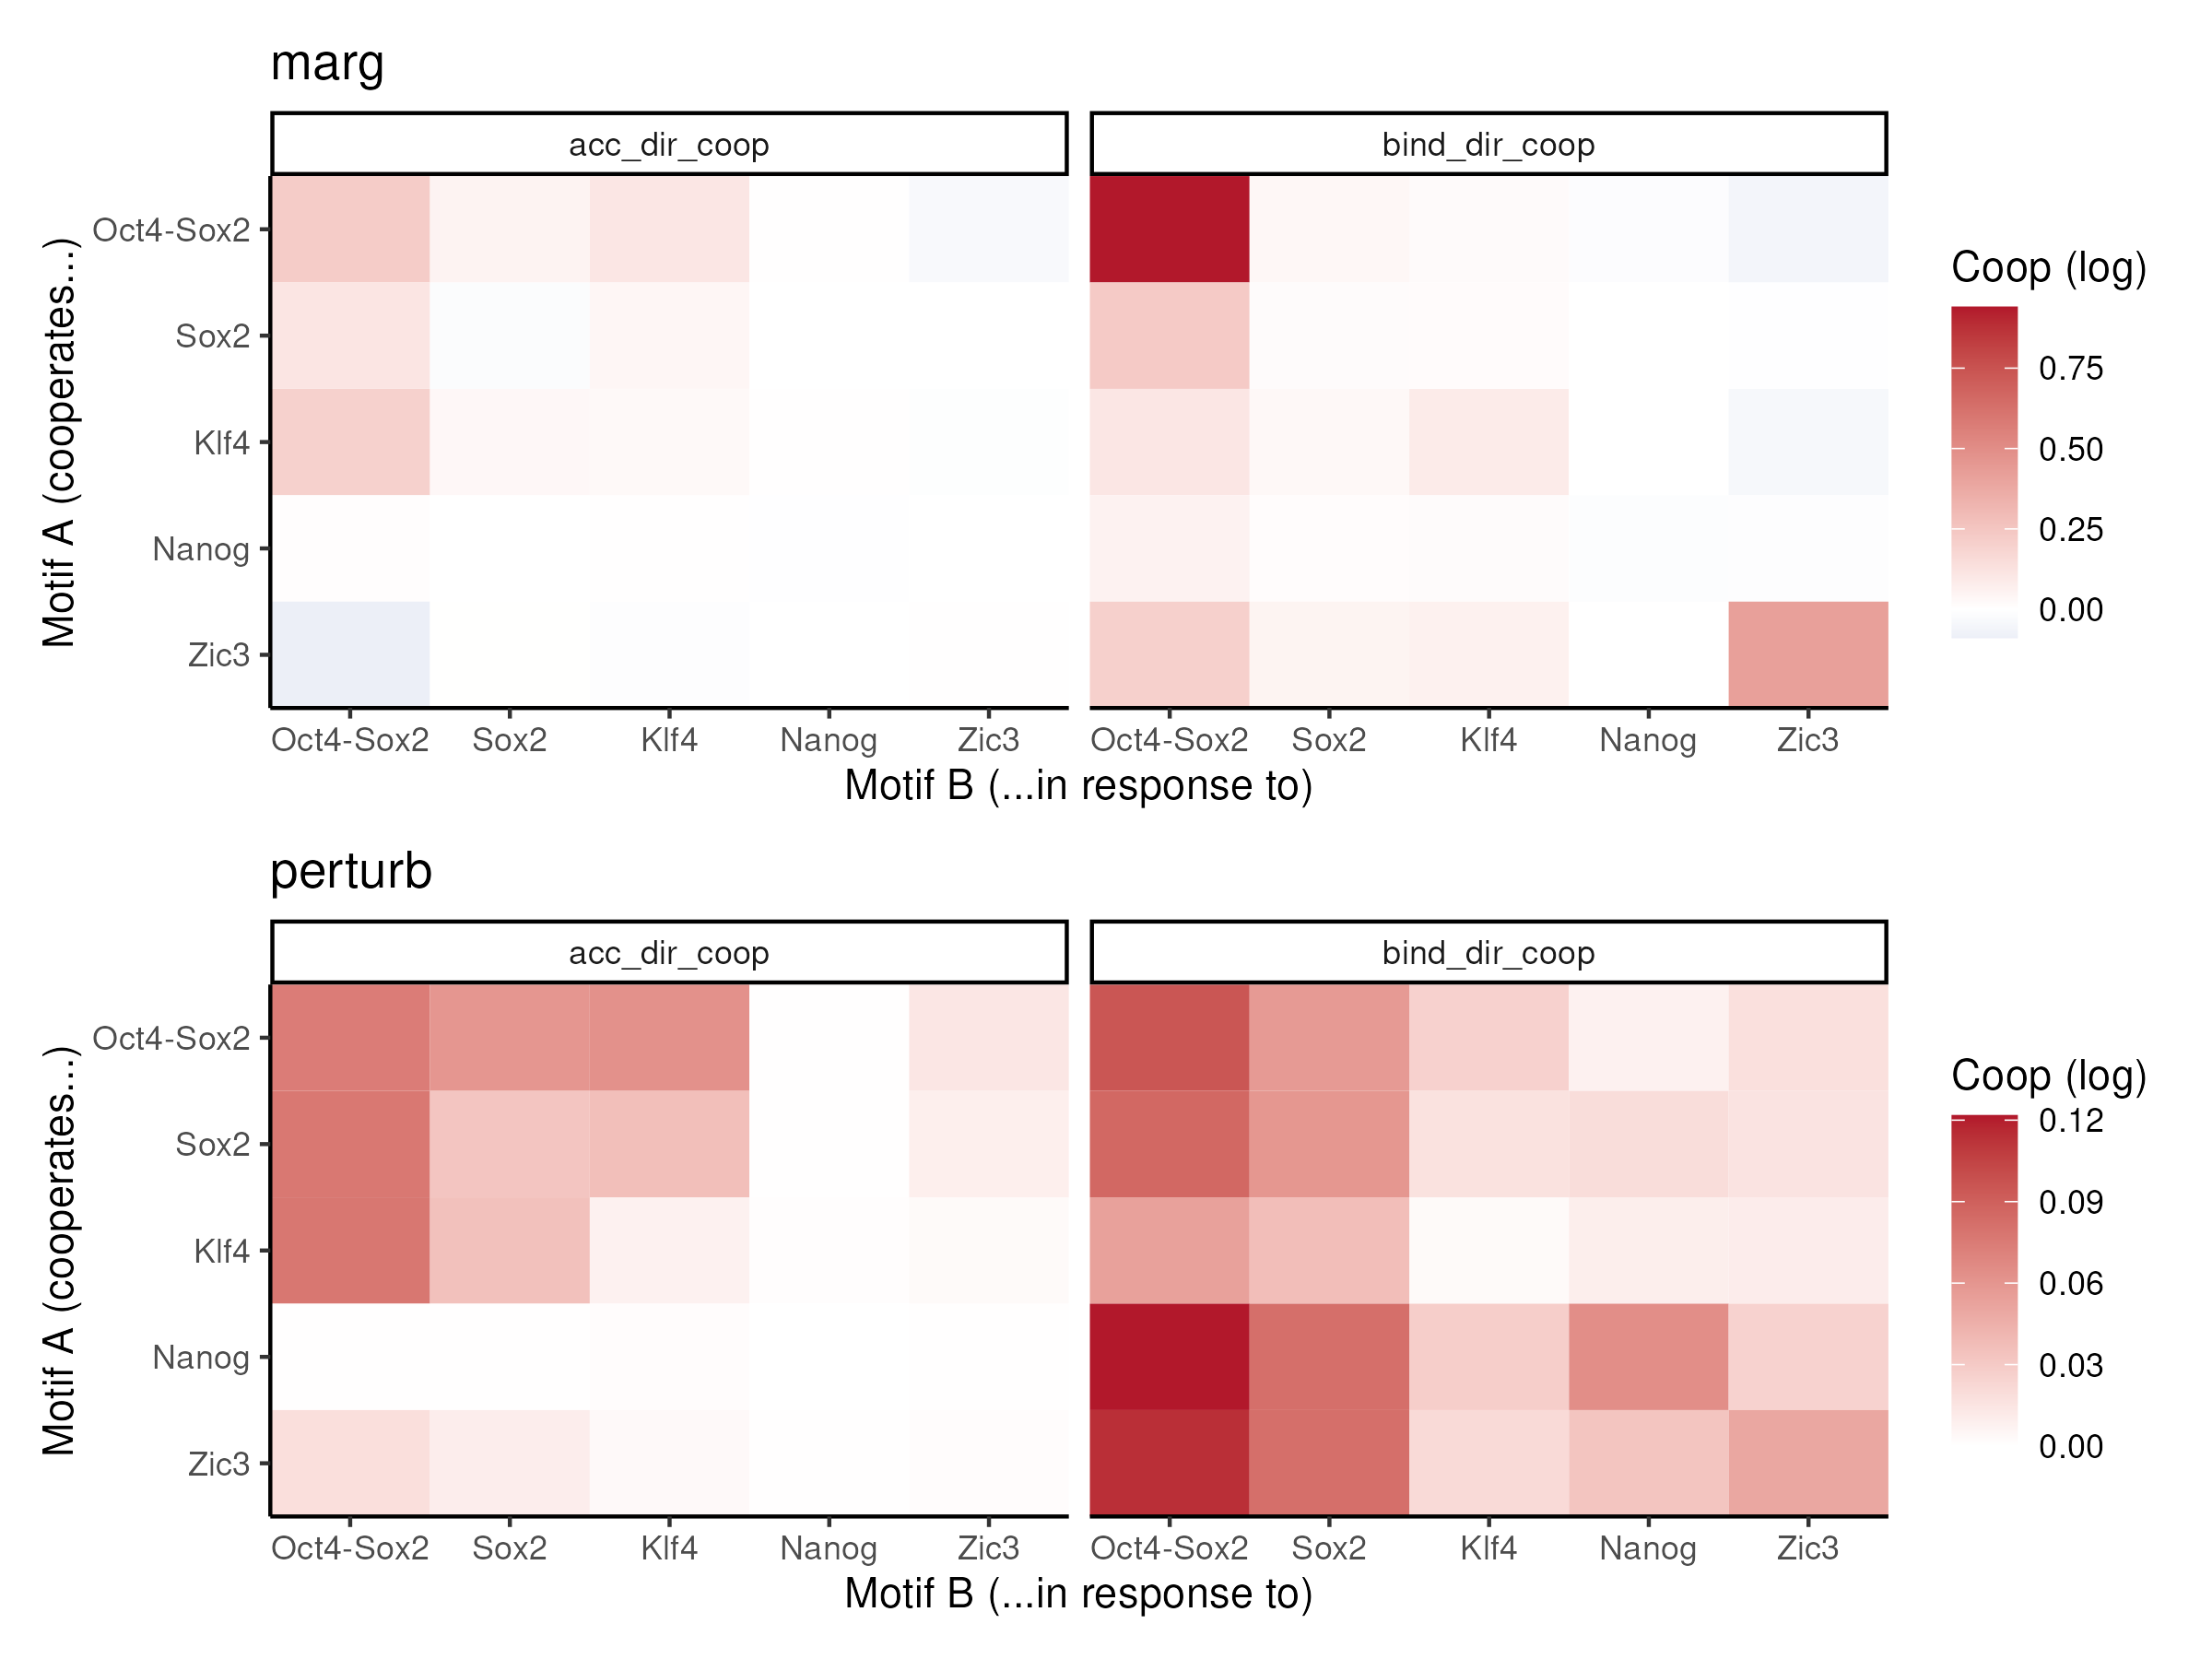 marg
acc_dir_coop
bind_dir_coop
Motif A (cooperates...)
Oct4-Sox2
Sox2
Klf4
Nanog
Zic3
Oct4-Sox2 Sox2 Klf4 Nanog Zic3
Oct4-Sox2 Sox2 Klf4 Nanog Zic3
Motif B (...in response to)
Coop (log)
0.75
0.50
0.25
0.00
perturb
acc_dir_coop
bind_dir_coop
Motif A (cooperates...)
Oct4-Sox2
Sox2
Klf4
Nanog
Zic3
Oct4-Sox2 Sox2 Klf4 Nanog Zic3
Oct4-Sox2 Sox2 Klf4 Nanog Zic3
Motif B (...in response to)
Coop (log)
0.12
0.09
0.06
0.03
0.00